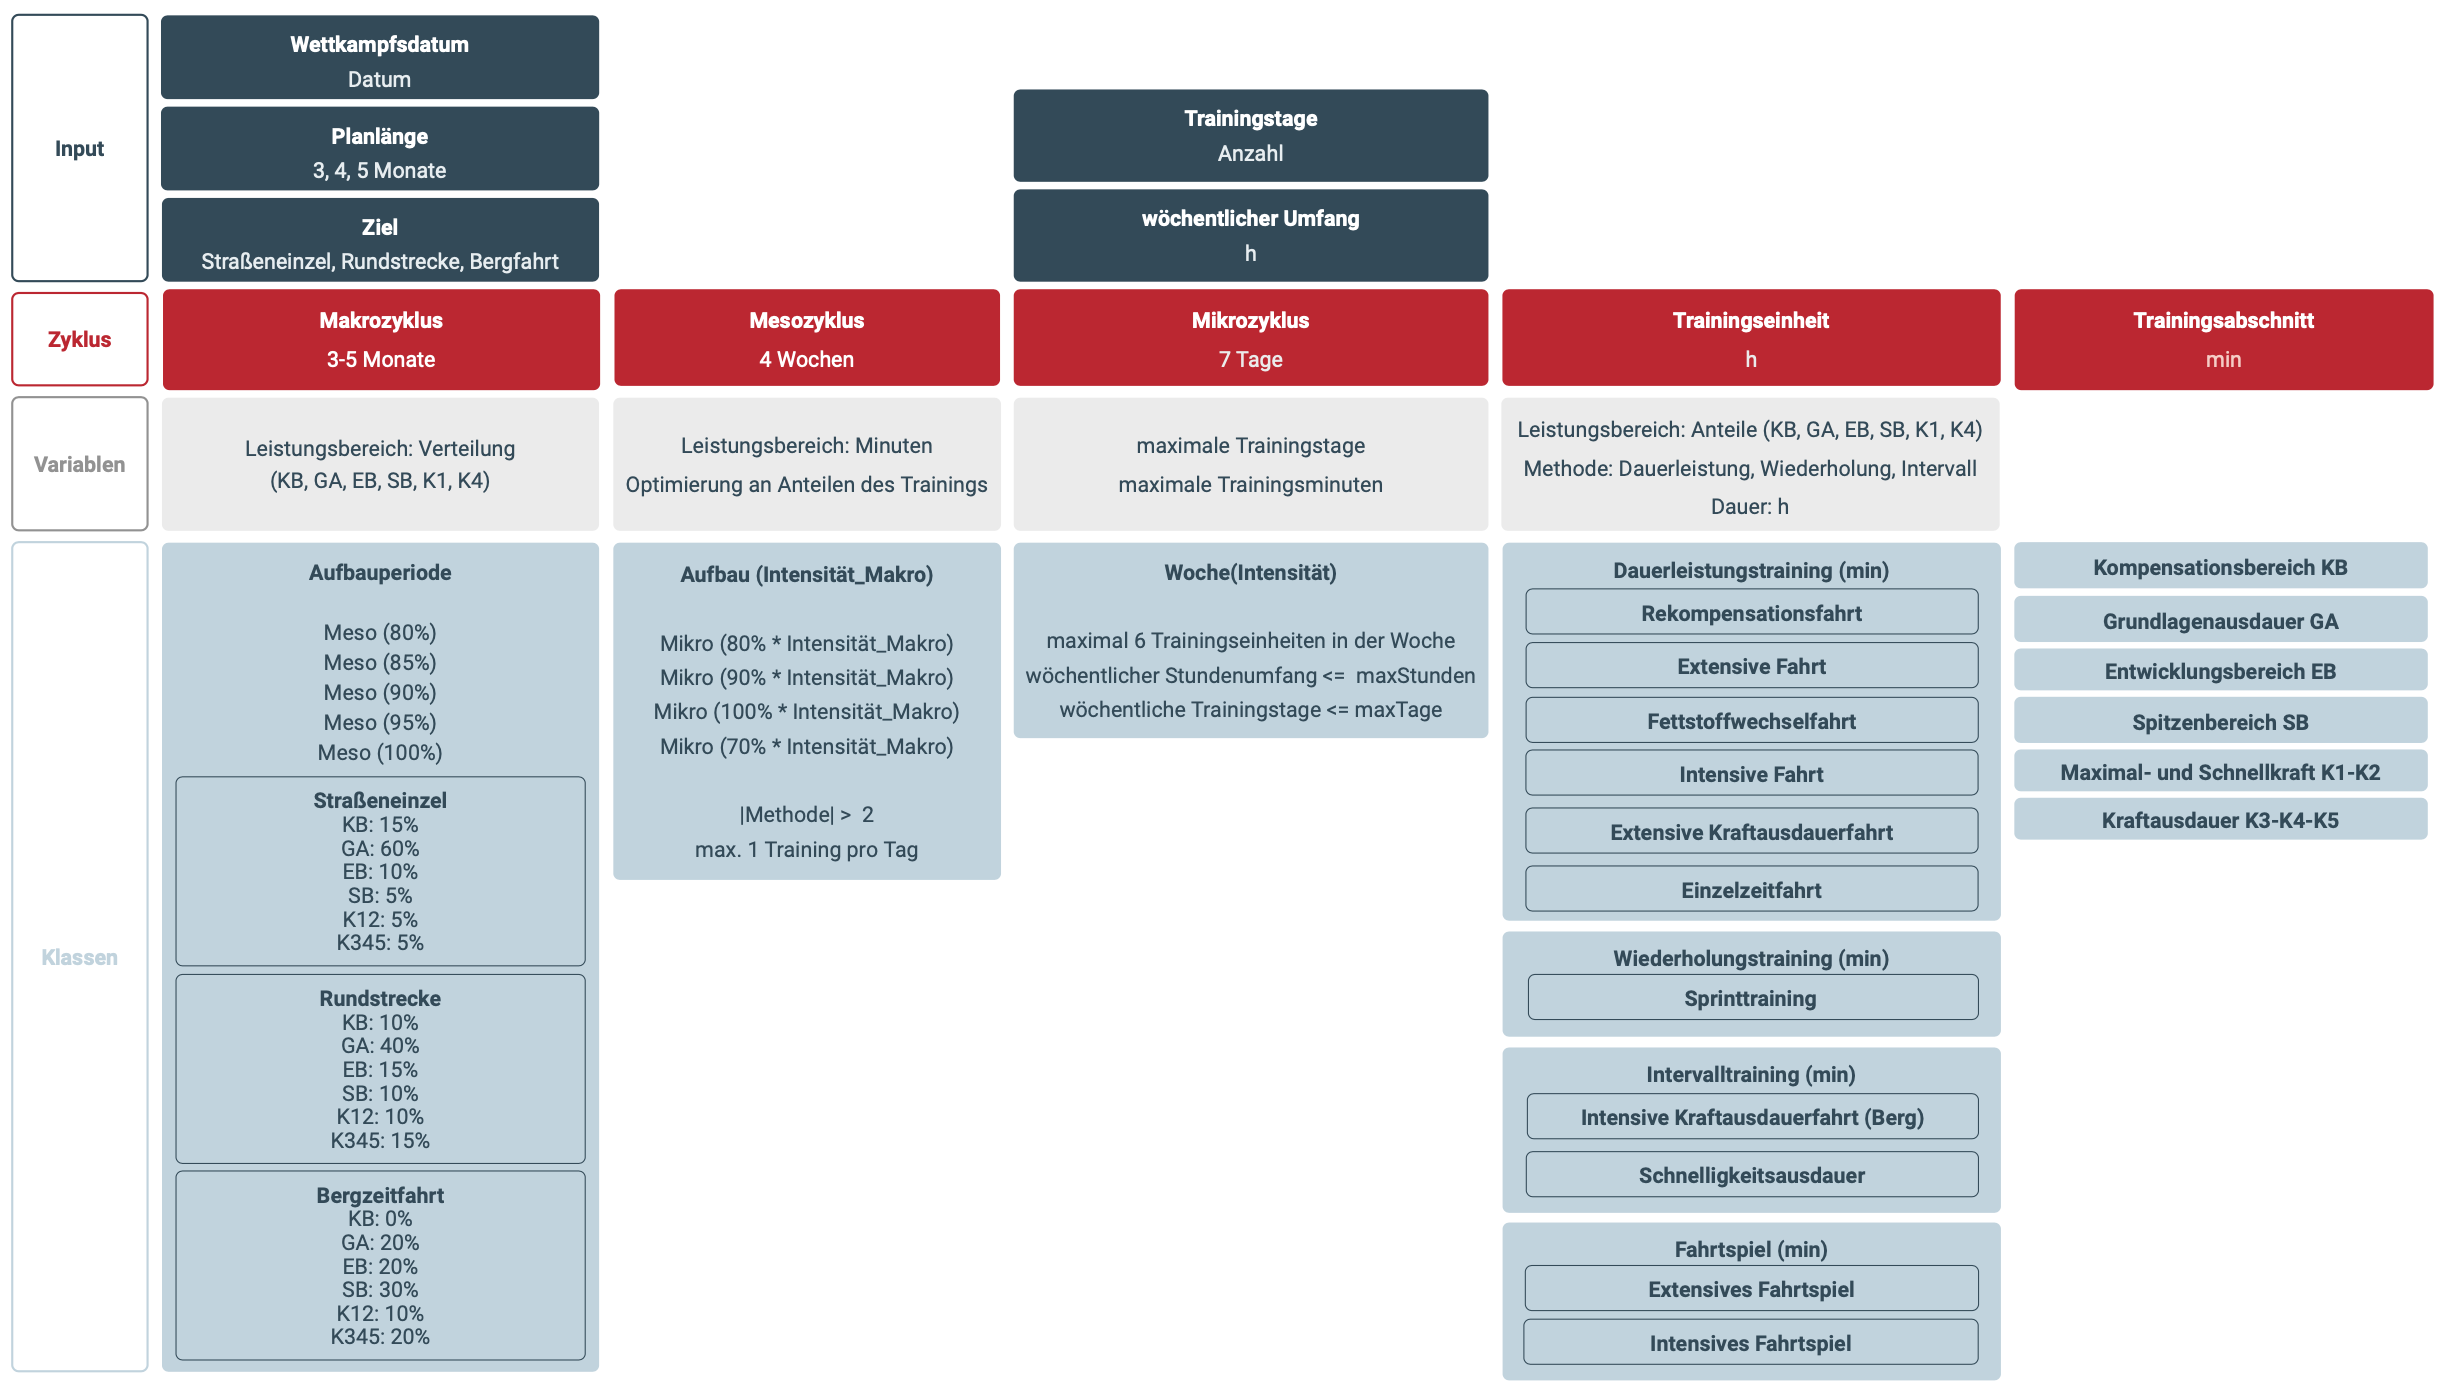 Input
Wettkampfsdatum
Datum
Planlänge
3, 4, 5 Monate
Ziel
Straßeneinzel, Rundstrecke, Bergfahrt
Trainingstage
Anzahl
wöchentlicher Umfang
h
Zyklus
Makrozyklus
3-5 Monate
Mesozyklus
4 Wochen
Mikrozyklus
7 Tage
Trainingseinheit
h
Trainingsabschnitt
min
Variablen
Leistungsbereich: Verteilung
(KB, GA, EB, SB, K1, K4)
Leistungsbereich: Minuten
Optimierung an Anteilen des Trainings
maximale Trainingstage
maximale Trainingsminuten
Leistungsbereich: Anteile (KB, GA, EB, SB, K1, K4)
Methode: Dauerleistung, Wiederholung, Intervall
Dauer: h
Klassen
Aufbauperiode
Meso (80%)
Meso (85%)
Meso (90%)
Meso (95%)
Meso (100%)
Straßeneinzel
KB: 15%
GA: 60%
EB: 10%
SB: 5%
K12: 5%
K345: 5%
Rundstrecke
KB: 10%
GA: 40%
EB: 15%
SB: 10%
K12: 10%
K345: 15%
Bergzeitfahrt
KB: 0%
GA: 20%
EB: 20%
SB: 30%
K12: 10%
K345: 20%
Aufbau (Intensität_Makro)
Mikro (80% * Intensität_Makro)
Mikro (90% * Intensität_Makro)
Mikro (100% * Intensität_Makro)
Mikro (70% * Intensität_Makro)
|Methode| > 2
max. 1 Training pro Tag
Woche(Intensität)
maximal 6 Trainingseinheiten in der Woche
wöchentlicher Stundenumfang <= maxStunden
wöchentliche Trainingstage <= maxTage
Dauerleistungstraining (min)
Rekompensationsfahrt
Extensive Fahrt
Fettstoffwechselfahrt
Intensive Fahrt
Extensive Kraftausdauerfahrt
Einzelzeitfahrt
Wiederholungstraining (min)
Sprinttraining
Intervalltraining (min)
Intensive Kraftausdauerfahrt (Berg)
Schnelligkeitsausdauer
Fahrtspiel (min)
Extensives Fahrtspiel
Intensives Fahrtspiel
Kompensationsbereich KB
Grundlagenausdauer GA
Entwicklungsbereich EB
Spitzenbereich SB
Maximal- und Schnellkraft K1-K2
Kraftausdauer K3-K4-K5